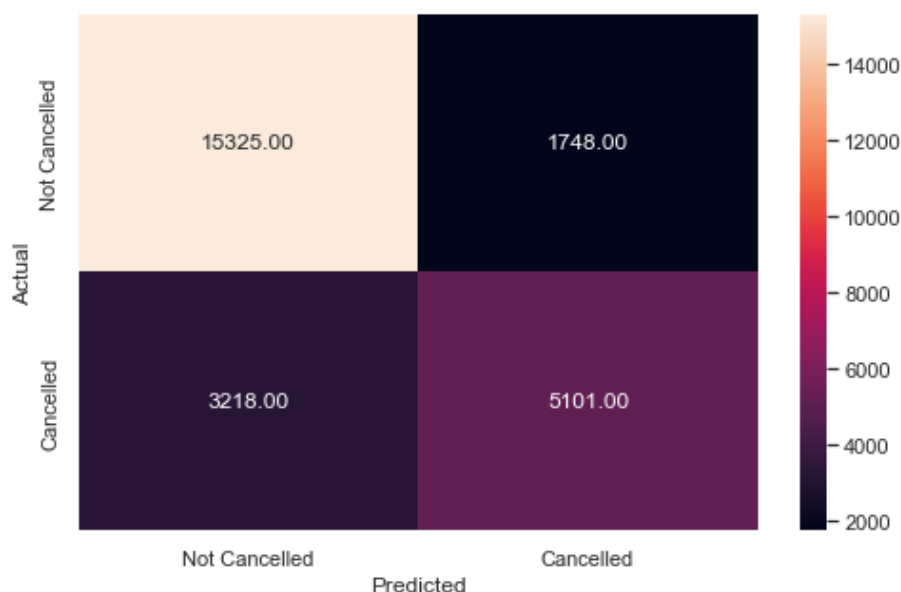 14000
Not Cancelled
15325.00
1748.00
12000
10000
Actual
8000
6000
Cancelled
3218.00
5101.00
4000
2000
Not Cancelled
Cancelled
Predicted